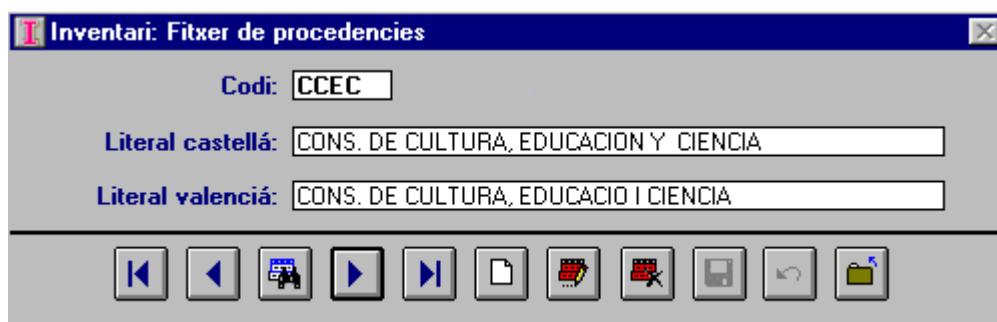 Inventari: Fitxer de procedencies
Codi: CCEC
Literal castellá: CONS. DE CULTURA, EDUCACION Y CIENCIA
Literal valenciá: CONS. DE CULTURA, EDUCACIO I CIENCIA